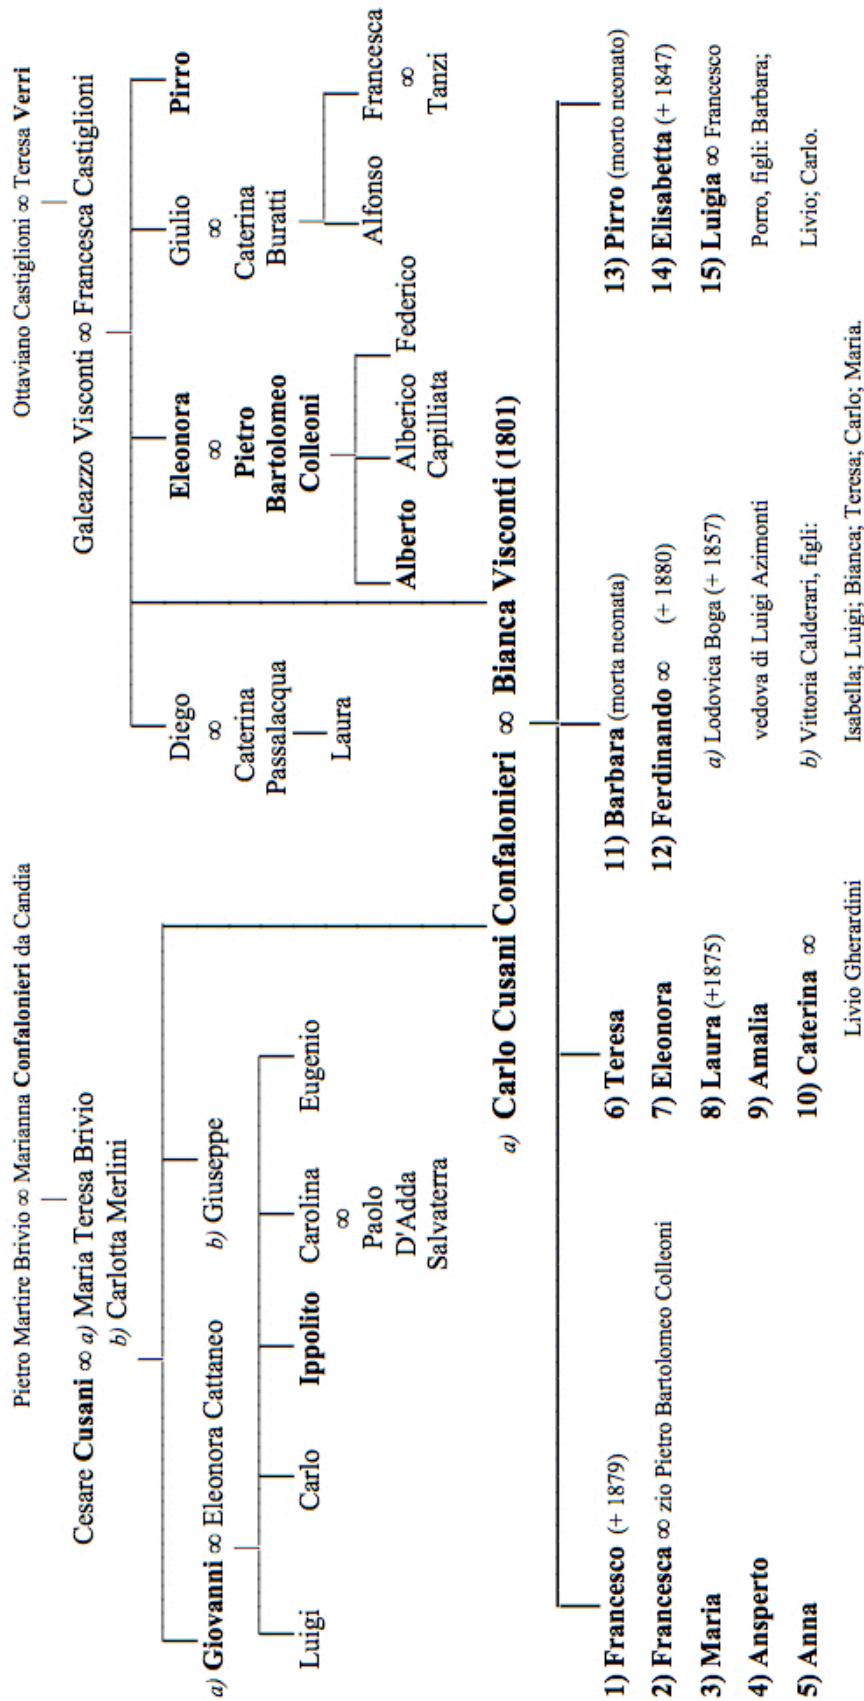 Pietro Martire Brivio ∞ Marianna Confalonieri da Candia
Cesare Cusani ∞ a) Maria Teresa Brivio
b) Carlotta Merlini
a) Giovanni ∞ Eleonora Cattaneo
b) Giuseppe
Luigi
Carlo
Ippolito
Carolina
∞
Paolo
D'Adda
Salvaterra
Eugenio
Ottaviano Castiglioni ∞ Teresa Verri
Galeazzo Visconti ∞ Francesca Castiglioni
Diego
∞
Caterina
Passalacqua
Laura
Eleonora
∞
Pietro
Bartolomeo
Colleoni
Alberto
Alberico
Capilliata
Federico
Giulio
∞
Caterina
Buratti
Alfonso
Francesca
∞
Tanzi
Pirro
a) Carlo Cusani Confalonieri ∞ Bianca Visconti (1801)
1) Francesco (+ 1879)
2) Francesca ∞ zio Pietro Bartolomeo Colleoni
3) Maria
4) Ansperto
5) Anna
6) Teresa
7) Eleonora
8) Laura (+1875)
9) Amalia
10) Caterina ∞
Livio Gherardini
11) Barbara (morta neonata)
12) Ferdinando ∞ (+ 1880)
a) Lodovica Boga (+ 1857)
vedova di Luigi Azimonti
b) Vittoria Calderari, figli:
Isabella; Luigi; Bianca; Teresa; Carlo; Maria.
13) Pirro (morto neonato)
14) Elisabetta (+ 1847)
15) Luigia ∞ Francesco
Porro, figli: Barbara;
Livio; Carlo.